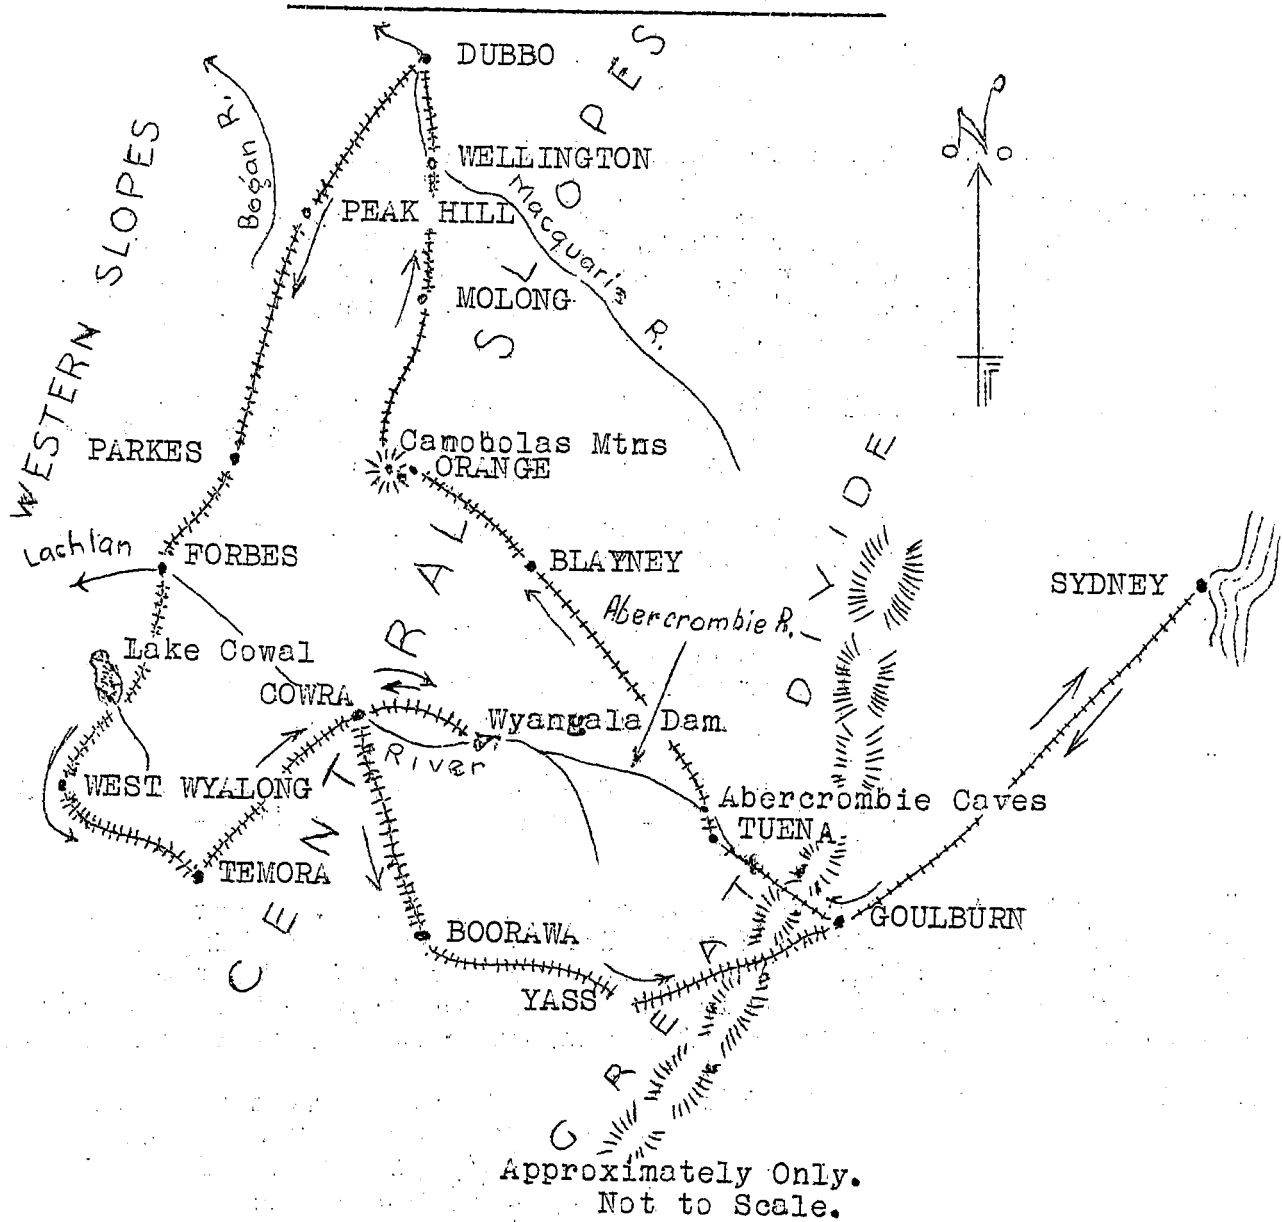 DUBBO
Bogan R.
WELLINGTON
PEAK HILL
Macquaris R.
MOLONG
WESTERN SLOPES
CENTRAL SLOPES
No
PARKES
Canobolas Mtns
ORANGE
Lachlan
FORBES
BLAYNEY
SYDNEY
Abercrombie R.
Lake Cowal
COWRA
Wyangala Dam
River
WEST WYALONG
Abercrombie Caves
TUENA
TEMORA
GOULBURN
BOORAWA
YASS
GREAT DIVIDE
Approximately Only.
Not to Scale.